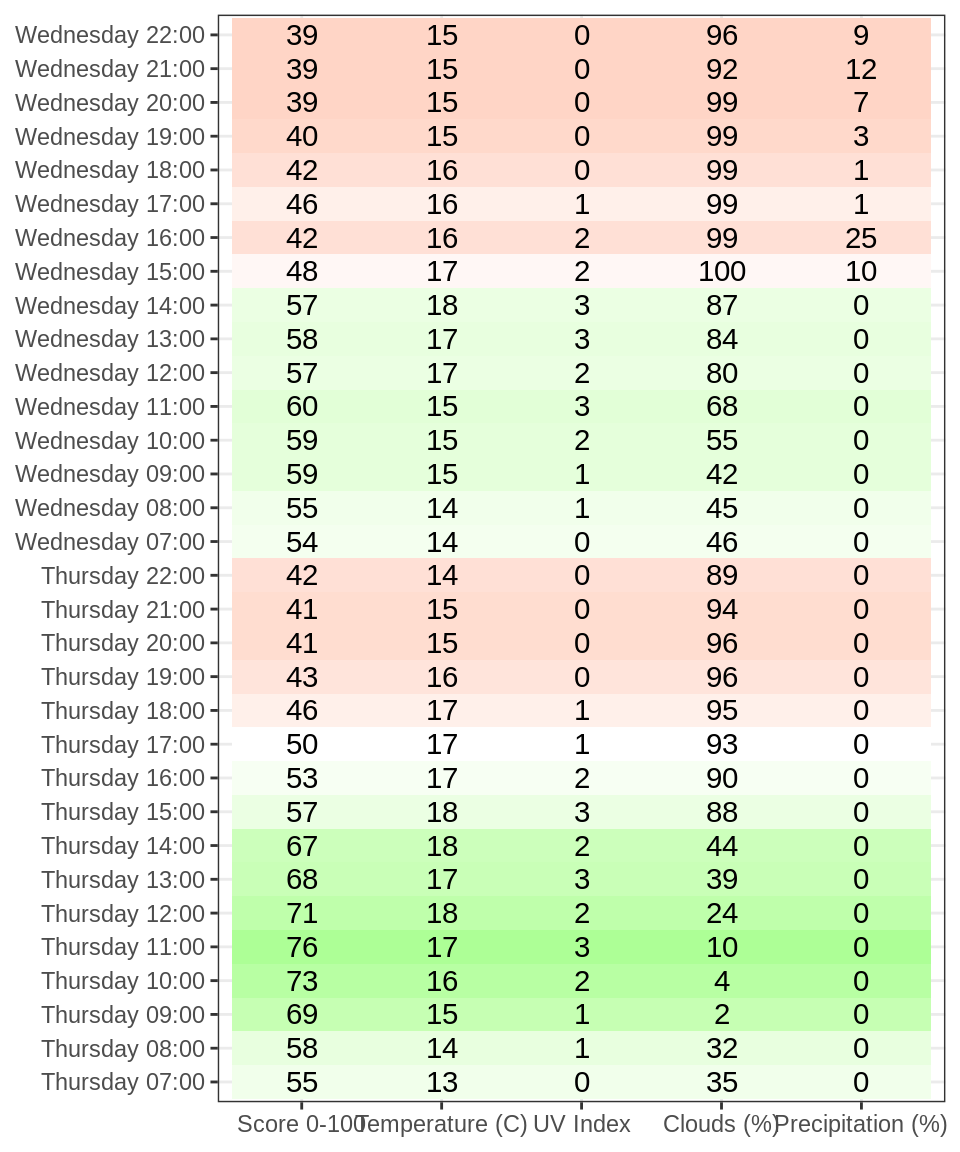 Wednesday 22:00 39 15 0 96 9
Wednesday 21:00 39 15 0 92 12
Wednesday 20:00 39 15 0 99 7
Wednesday 19:00 40 15 0 99 3
Wednesday 18:00 42 16 0 99 1
Wednesday 17:00 46 16 1 99 1
Wednesday 16:00 42 16 2 99 25
Wednesday 15:00 48 17 2 100 10
Wednesday 14:00 57 18 3 87 0
Wednesday 13:00 58 17 3 84 0
Wednesday 12:00 57 17 2 80 0
Wednesday 11:00 60 15 3 68 0
Wednesday 10:00 59 15 2 55 0
Wednesday 09:00 59 15 1 42 0
Wednesday 08:00 55 14 1 45 0
Wednesday 07:00 54 14 0 46 0
Thursday 22:00 42 14 0 89 0
Thursday 21:00 41 15 0 94 0
Thursday 20:00 41 15 0 96 0
Thursday 19:00 43 16 0 96 0
Thursday 18:00 46 17 1 95 0
Thursday 17:00 50 17 1 93 0
Thursday 16:00 53 17 2 90 0
Thursday 15:00 57 18 3 88 0
Thursday 14:00 67 18 2 44 0
Thursday 13:00 68 17 3 39 0
Thursday 12:00 71 18 2 24 0
Thursday 11:00 76 17 3 10 0
Thursday 10:00 73 16 2 4 0
Thursday 09:00 69 15 1 2 0
Thursday 08:00 58 14 1 32 0
Thursday 07:00 55 13 0 35 0
Score 0-100 Temperature (C) UV Index Clouds (%) Precipitation (%)